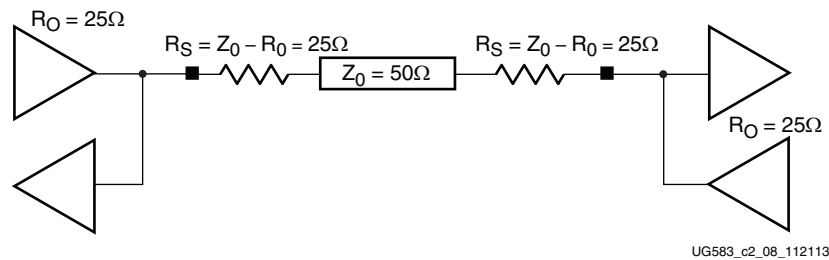 R_O = 25Ω
R_S = Z_0 – R_0 = 25Ω
Z_0 = 50Ω
R_S = Z_0 – R_0 = 25Ω
R_O = 25Ω
UG583_c2_08_112113